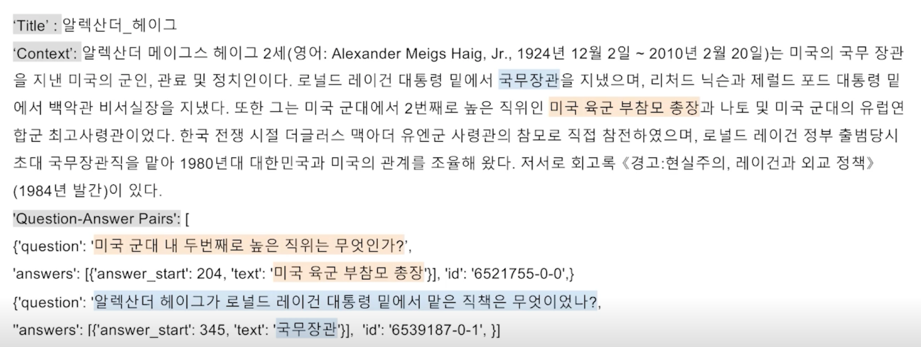 'Title' : 알렉산더_헤이그
'Context': 알렉산더 메이그스 헤이그 2세(영어: Alexander Meigs Haig, Jr., 1924년 12월 2일 ~ 2010년 2월 20일)는 미국의 국무 장관
을 지낸 미국의 군인, 관료 및 정치인이다. 로널드 레이건 대통령 밑에서 국무장관을 지냈으며, 리처드 닉슨과 제럴드 포드 대통령 밑
에서 백악관 비서실장을 지냈다. 또한 그는 미국 군대에서 2번째로 높은 직위인 미국 육군 부참모 총장과 나토 및 미국 군대의 유럽연
합군 최고사령관이었다. 한국 전쟁 시절 더글러스 맥아더 유엔군 사령관의 참모로 직접 참전하였으며, 로널드 레이건 정부 출범당시
초대 국무장관직을 맡아 1980년대 대한민국과 미국의 관계를 조율해 왔다. 저서로 회고록 《경고:현실주의, 레이건과 외교 정책》
(1984년 발간)이 있다.
'Question-Answer Pairs': [
{'question': '미국 군대 내 두번째로 높은 직위는 무엇인가?',
'answers': [{'answer_start': 204, 'text': '미국 육군 부참모 총장'}], 'id': '6521755-0-0',}
{'question': '알렉산더 헤이그가 로널드 레이건 대통령 밑에서 맡은 직책은 무엇이었나?,
"answers': [{'answer_start': 345, 'text': '국무장관'}], 'id': '6539187-0-1', }]